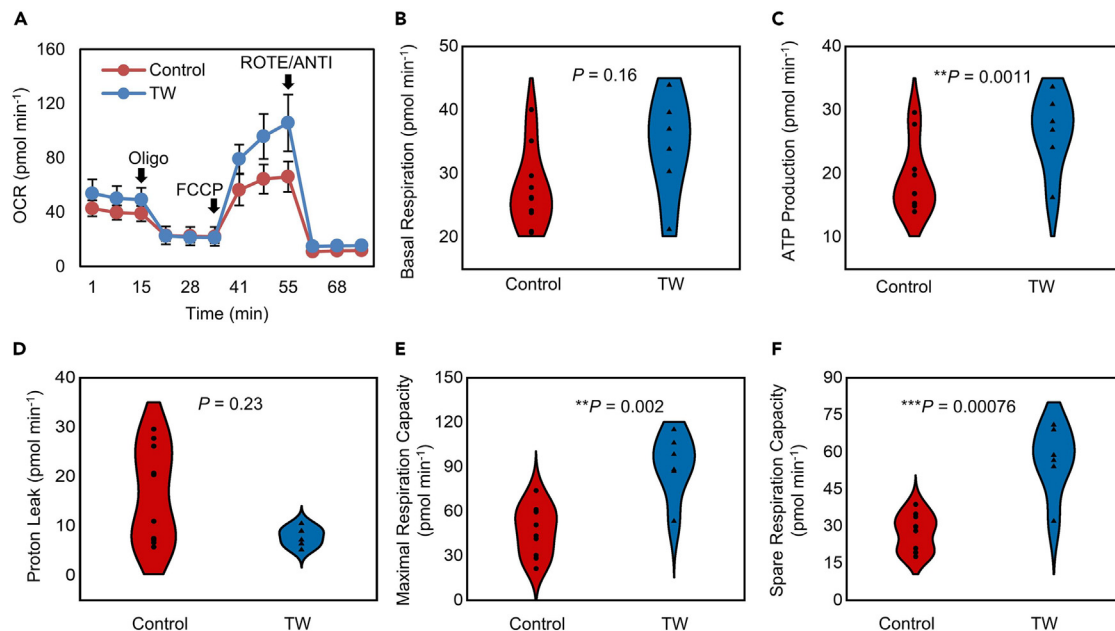 A
OCR (pmol min⁻¹)
160
120
80
40
0
Control
TW
Oligo
FCCP
ROTE/ANTI
1 15 28 41 55 68
Time (min)
B
Basal Respiration (pmol min⁻¹)
50
40
30
20
P = 0.16
Control TW
C
ATP Production (pmol min⁻¹)
40
30
20
10
**P = 0.0011
Control TW
D
Proton Leak (pmol min⁻¹)
40
30
20
10
0
P = 0.23
Control TW
E
Maximal Respiration Capacity
(pmol min⁻¹)
150
120
90
60
30
0
**P = 0.002
Control TW
F
Spare Respiration Capacity
(pmol min⁻¹)
90
75
60
45
30
15
0
***P = 0.00076
Control TW